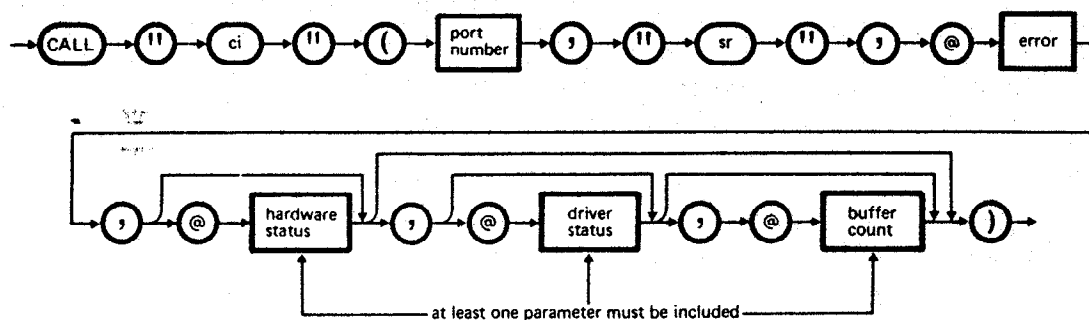 CALL " ci " ( port number , " sr " , @ error
, @ hardware status , @ driver status , @ buffer count )
at least one parameter must be included